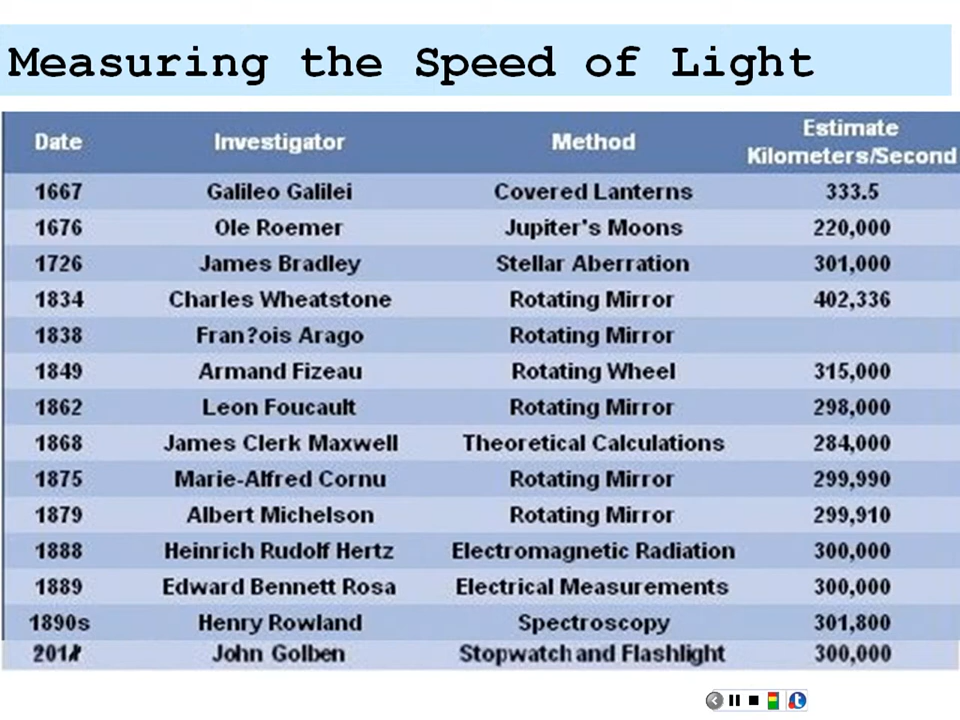 Measuring the Speed of Light
Date Investigator Method Estimate Kilometers/Second
1667 Galileo Galilei Covered Lanterns 333.5
1676 Ole Roemer Jupiter's Moons 220,000
1726 James Bradley Stellar Aberration 301,000
1834 Charles Wheatstone Rotating Mirror 402,336
1838 Fran?ois Arago Rotating Mirror
1849 Armand Fizeau Rotating Wheel 315,000
1862 Leon Foucault Rotating Mirror 298,000
1868 James Clerk Maxwell Theoretical Calculations 284,000
1875 Marie-Alfred Cornu Rotating Mirror 299,990
1879 Albert Michelson Rotating Mirror 299,910
1888 Heinrich Rudolf Hertz Electromagnetic Radiation 300,000
1889 Edward Bennett Rosa Electrical Measurements 300,000
1890s Henry Rowland Spectroscopy 301,800
John Golben Stopwatch and Flashlight 300,000